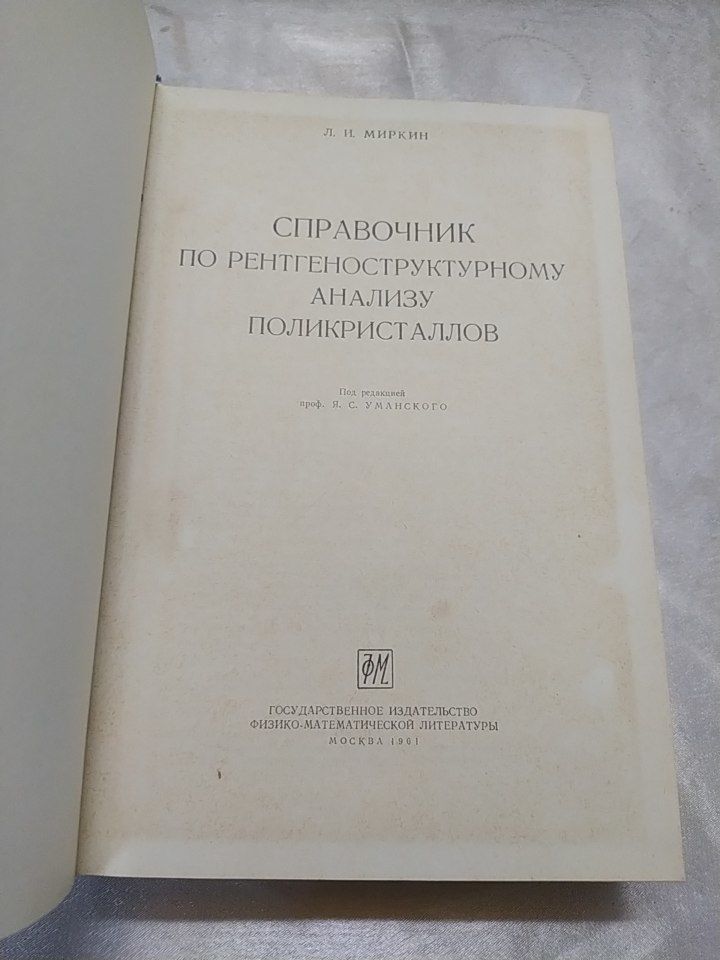 Л. И. МИРКИН
СПРАВОЧНИК
ПО РЕНТГЕНОСТРУКТУРНОМУ
АНАЛИЗУ
ПОЛИКРИСТАЛЛОВ
Под редакцией
проф. Я. С. УМАНСКОГО
ФМ
ГОСУДАРСТВЕННОЕ ИЗДАТЕЛЬСТВО
ФИЗИКО-МАТЕМАТИЧЕСКОЙ ЛИТЕРАТУРЫ
МОСКВА 1961